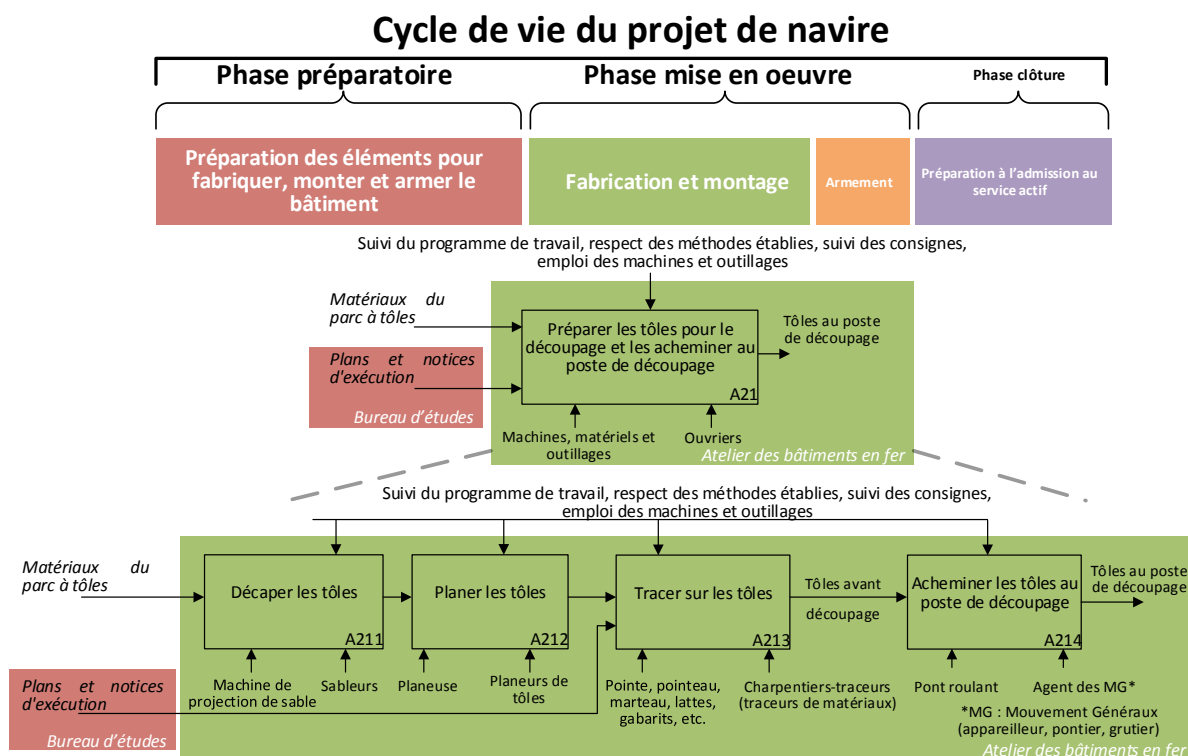 Cycle de vie du projet de navire
Phase préparatoire
Phase mise en oeuvre
Phase clôture
Préparation des éléments pour
fabriquer, monter et armer le
bâtiment
Fabrication et montage
Armement
Préparation à l'admission au
service actif
Suivi du programme de travail, respect des méthodes établies, suivi des consignes,
emploi des machines et outillages
Matériaux du
parc à tôles
Plans et notices
d'exécution
Bureau d'études
Préparer les tôles pour le
découpage et les acheminer au
poste de découpage
A21
Tôles au poste
de découpage
Machines, matériels et
outillages
Ouvriers
Atelier des bâtiments en fer
Suivi du programme de travail, respect des méthodes établies, suivi des consignes,
emploi des machines et outillages
Matériaux du
parc à tôles
Décaper les tôles
A211
Planer les tôles
A212
Tracer sur les tôles
A213
Tôles avant
découpage
Acheminer les tôles au
poste de découpage
A214
Tôles au poste
de découpage
Plans et notices
d'exécution
Bureau d'études
Machine de
projection de sable
Sableurs
Planeuse
Planeurs de
tôles
Pointe, pointeau,
marteau, lattes,
gabarits, etc.
Charpentiers-traceurs
(traceurs de matériaux)
Pont roulant
Agent des MG*
*MG : Mouvement Généraux
(appareilleur, pontier, grutier)
Atelier des bâtiments en fer